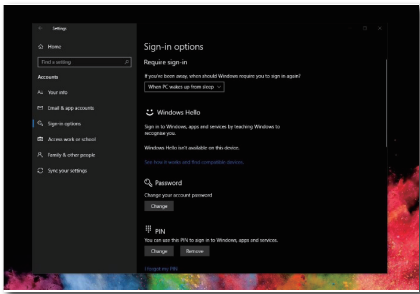 Settings
Home
Sign-in options
Find a setting
Require sign-in
Accounts
If you've been away, when should Windows require you to sign in again?
When PC wakes up from sleep
Your info
Email & app accounts
Windows Hello
Sign-in options
Sign in to Windows, apps and services by teaching Windows to
recognise you.
Access work or school
Windows Hello isn't available on this device.
Family & other people
See how it works and find compatible devices.
Sync your settings
Password
Change your account password
Change
PIN
You can use this PIN to sign in to Windows, apps and services.
Change Remove
I forgot my PIN